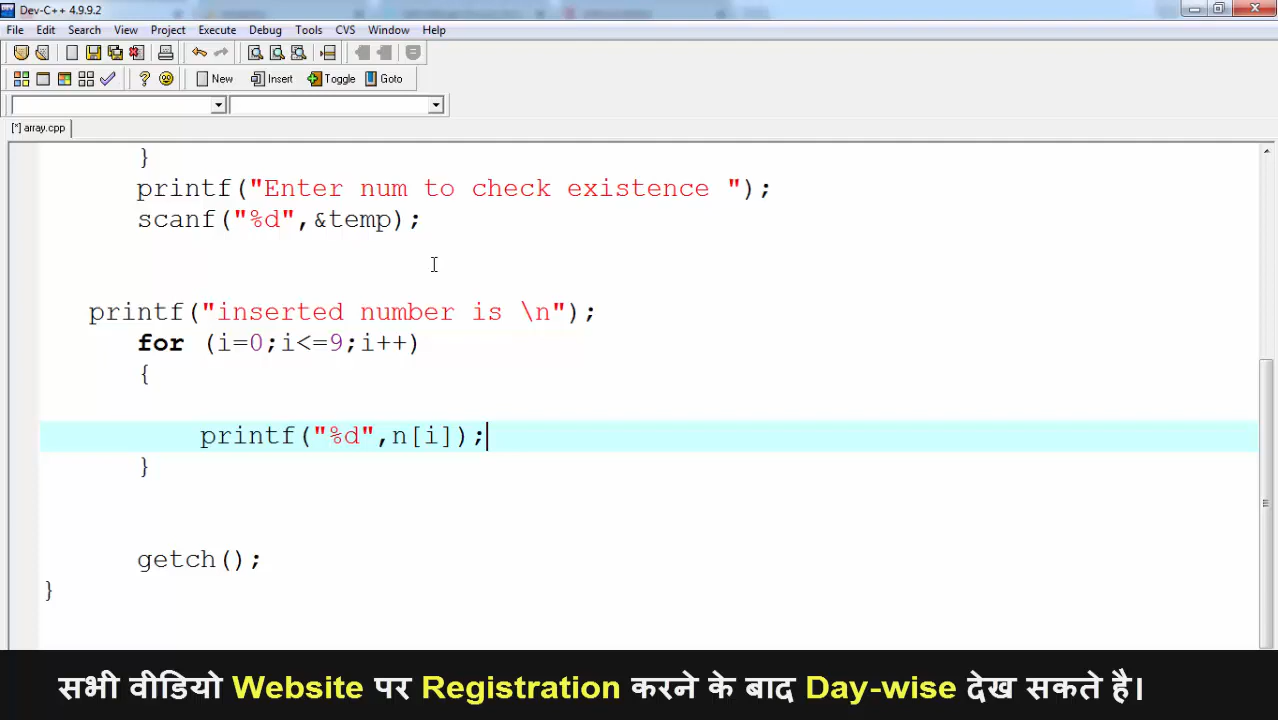 Dev-C++ 4.9.9.2
File Edit Search View Project Execute Debug Tools CVS Window Help
New Insert Toggle Goto
[*] array.cpp
}
printf("Enter num to check existence ");
scanf("%d",&temp);
printf("inserted number is \n");
for (i=0;i<=9;i++)
{
printf("%d",n[i]);
}
getch();
}
सभी वीडियो Website पर Registration करने के बाद Day-wise देख सकते है।